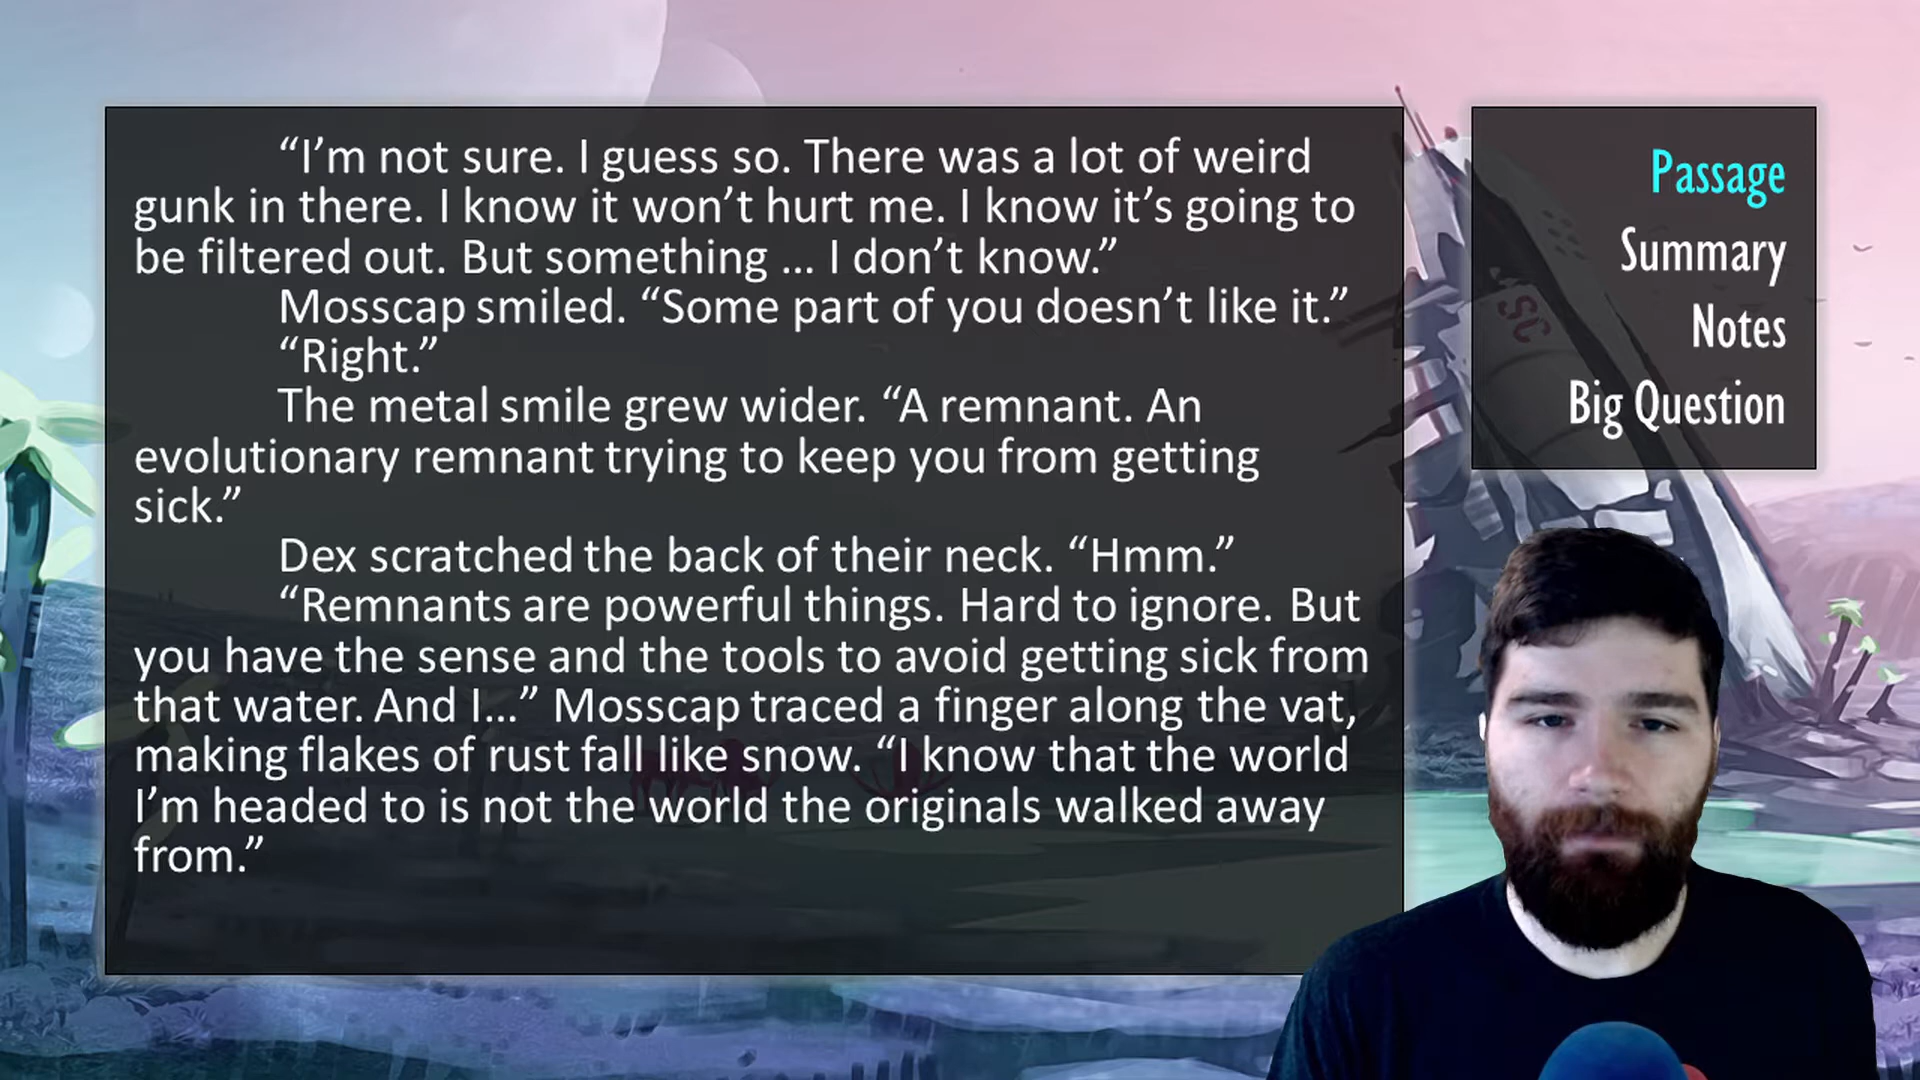 “I’m not sure. I guess so. There was a lot of weird
gunk in there. I know it won’t hurt me. I know it’s going to
be filtered out. But something ... I don’t know.”
Mosscap smiled. “Some part of you doesn’t like it.”
“Right.”
The metal smile grew wider. “A remnant. An
evolutionary remnant trying to keep you from getting
sick.”
Dex scratched the back of their neck. “Hmm.”
“Remnants are powerful things. Hard to ignore. But
you have the sense and the tools to avoid getting sick from
that water. And I…” Mosscap traced a finger along the vat,
making flakes of rust fall like snow. “I know that the world
I’m headed to is not the world the originals walked away
from.”
Passage
Summary
Notes
Big Question
SC